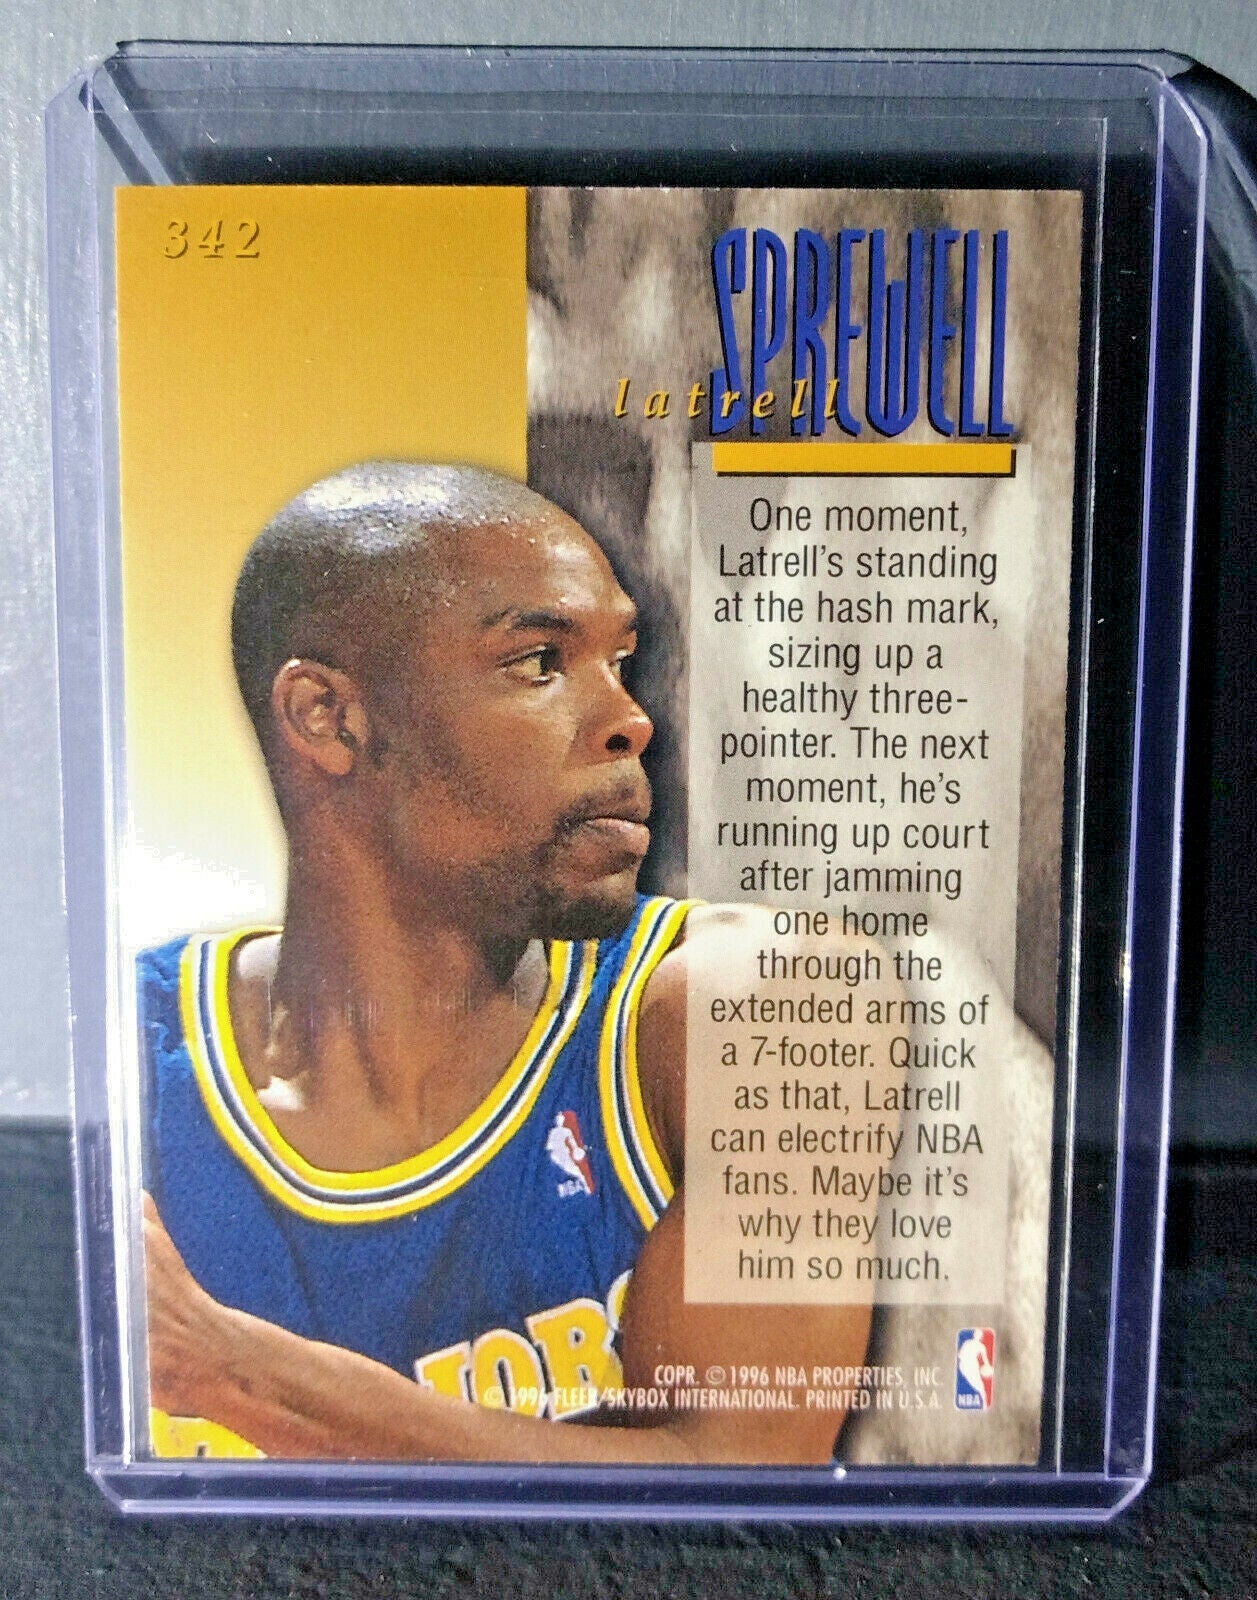 342
SPREWELL
latrell
One moment,
Latrell's standing
at the hash mark,
sizing up a
healthy three-
pointer. The next
moment, he's
running up court
after jamming
one home
through the
extended arms of
a 7-footer. Quick
as that, Latrell
can electrify NBA
fans. Maybe it's
why they love
him so much.
NBA
IORS
COPR. © 1996 NBA PROPERTIES, INC.
© 1996 FLEER/SKYBOX INTERNATIONAL. PRINTED IN U.S.A.
NBA